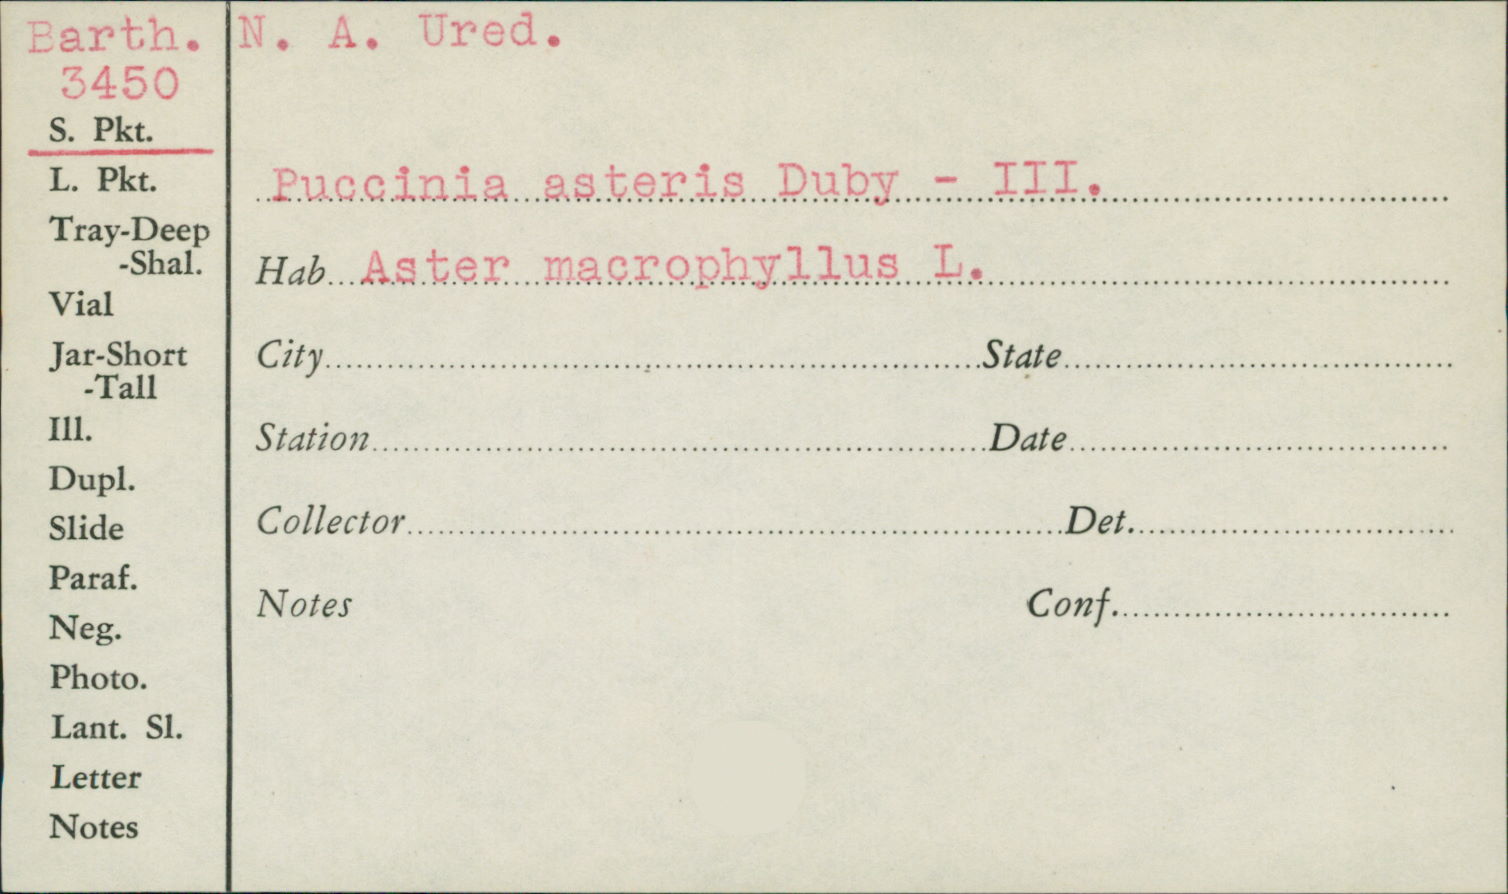 Barth. N. A. Ured.
3450
S. Pkt.
L. Pkt.
Tray-Deep
-Shal.
Vial
Jar-Short
-Tall
Ill.
Dupl.
Slide
Paraf.
Neg.
Photo.
Lant. Sl.
Letter
Notes
Puccinia asteris Duby - III.
Hab. Aster macrophyllus L.
City State
Station Date
Collector Det.
Notes Conf.